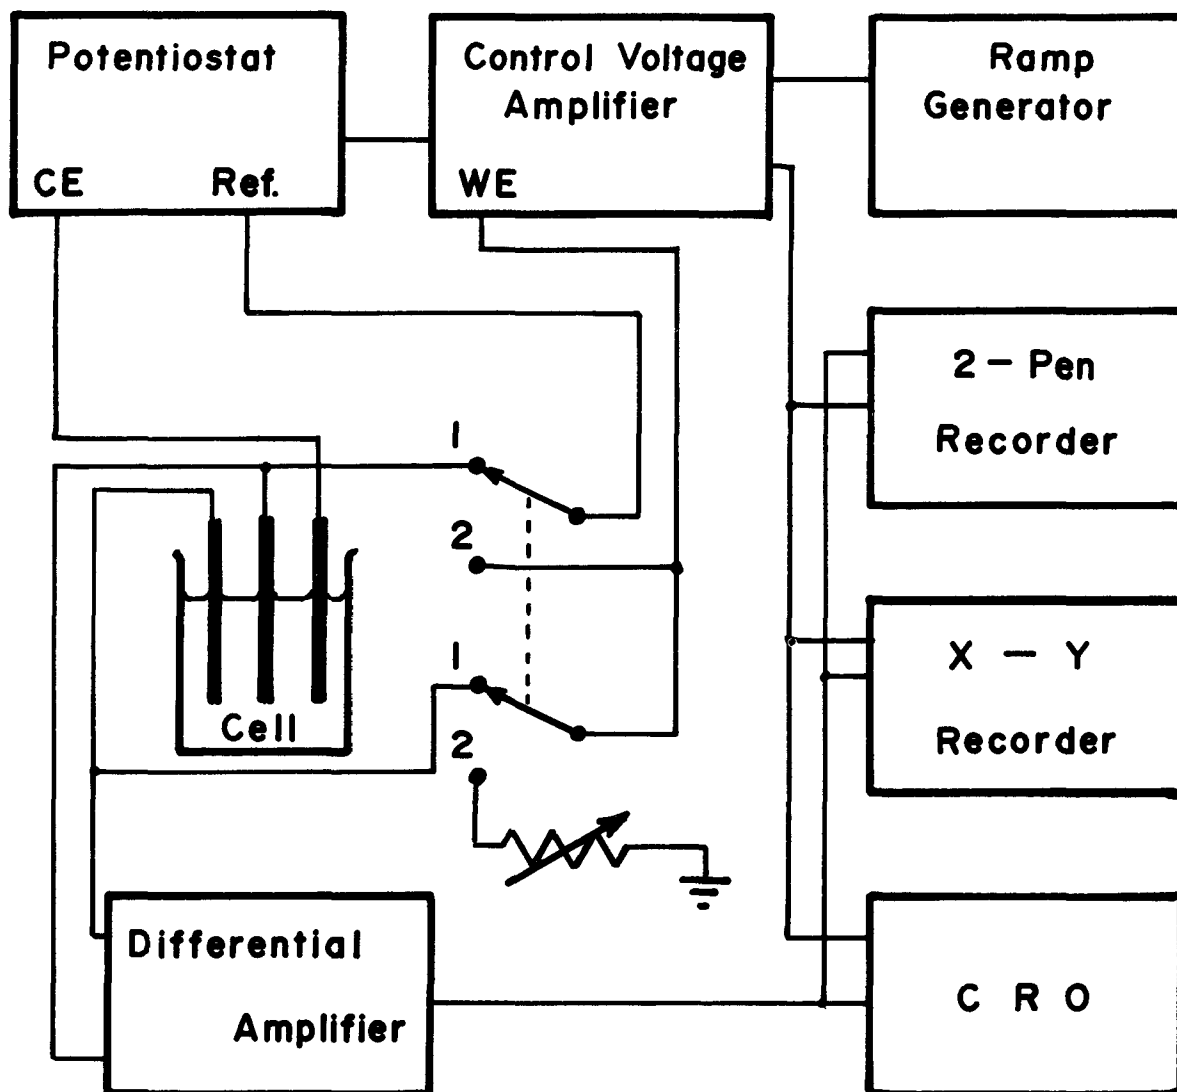 Potentiostat
CE Ref.
Control Voltage
Amplifier
WE
Ramp
Generator
2 - Pen
Recorder
1
2
1
2
Cell
X - Y
Recorder
Differential
Amplifier
C R O